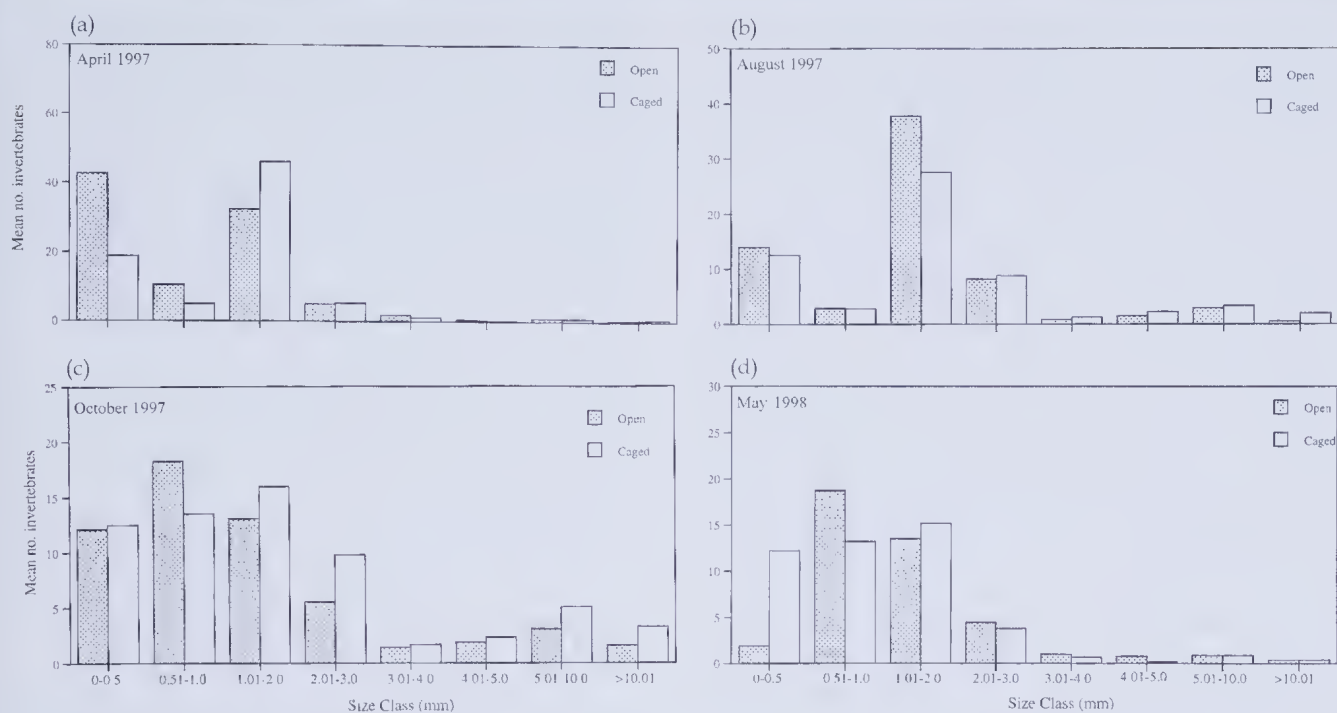 (a)
April 1997
Open
Caged
80
60
40
20
0
Mean no. invertebrates
(b)
August 1997
Open
Caged
50
40
30
20
10
0
(c)
October 1997
Open
Caged
25
20
15
10
5
0
Mean no. invertebrates
0-0.5 0.51-1.0 1.01-2.0 2.01-3.0 3.01-4.0 4.01-5.0 5.01-10.0 >10.01
Size Class (mm)
(d)
May 1998
Open
Caged
30
25
20
15
10
5
0
0-0.5 0.51-1.0 1.01-2.0 2.01-3.0 3.01-4.0 4.01-5.0 5.01-10.0 >10.01
Size Class (mm)